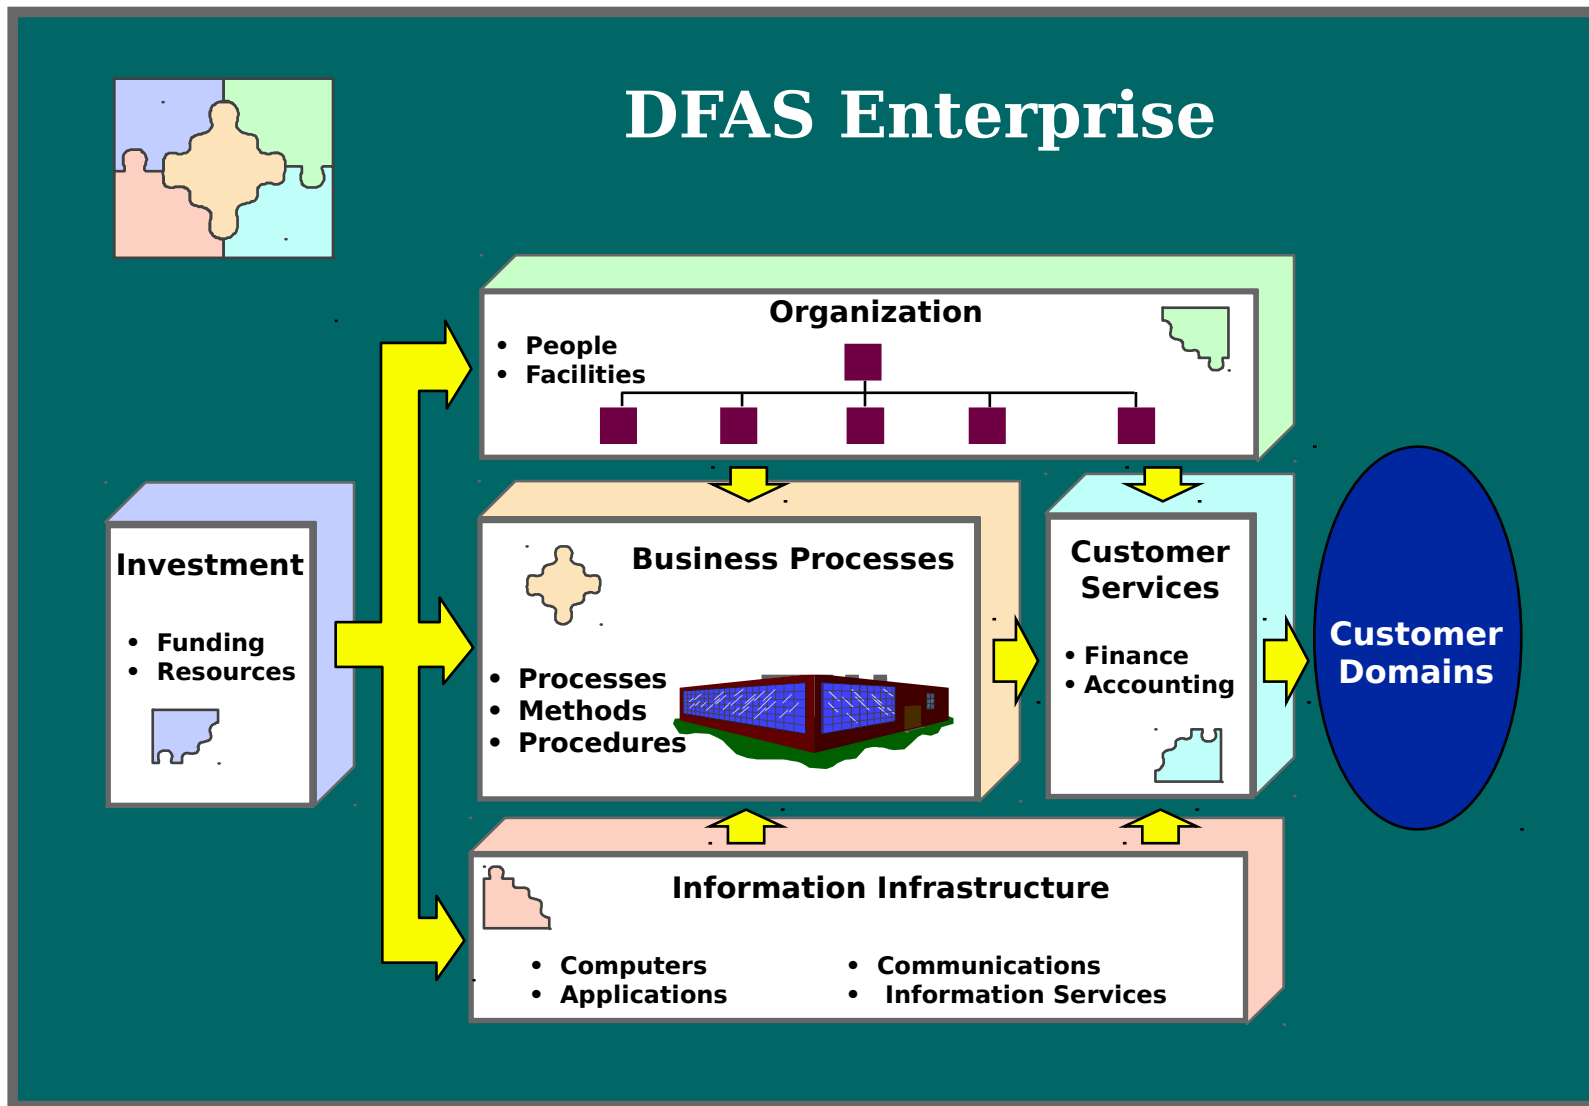 DFAS Enterprise
Organization
• People
• Facilities
Investment
• Funding
• Resources
Business Processes
• Processes
• Methods
• Procedures
Customer
Services
• Finance
• Accounting
Customer
Domains
Information Infrastructure
• Computers
• Applications
• Communications
• Information Services